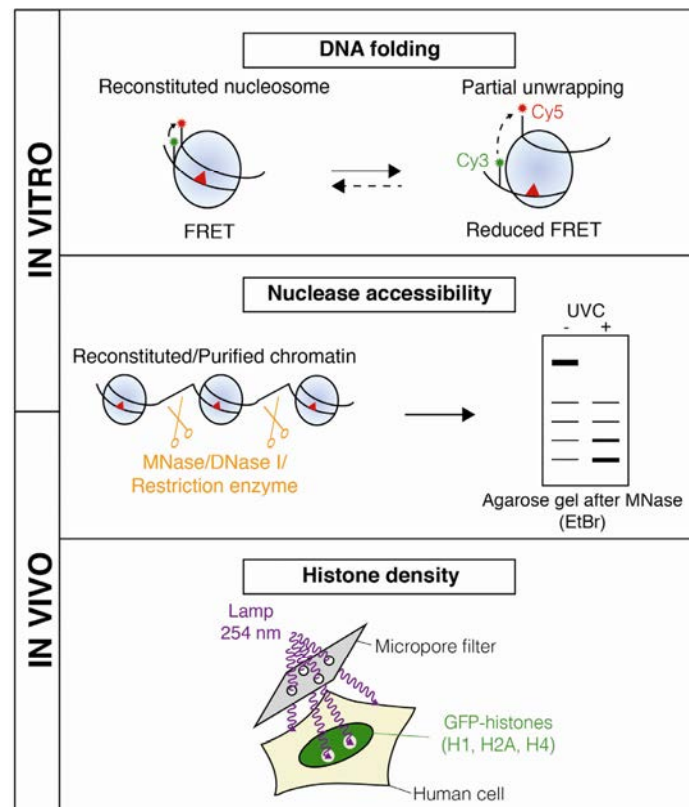 IN VITRO
DNA folding
Reconstituted nucleosome
Partial unwrapping
Cy5
Cy3
FRET
Reduced FRET
Nuclease accessibility
UVC
- +
Reconstituted/Purified chromatin
MNase/DNase I/
Restriction enzyme
Agarose gel after MNase
(EtBr)
IN VIVO
Histone density
Lamp
254 nm
Micropore filter
GFP-histones
(H1, H2A, H4)
Human cell